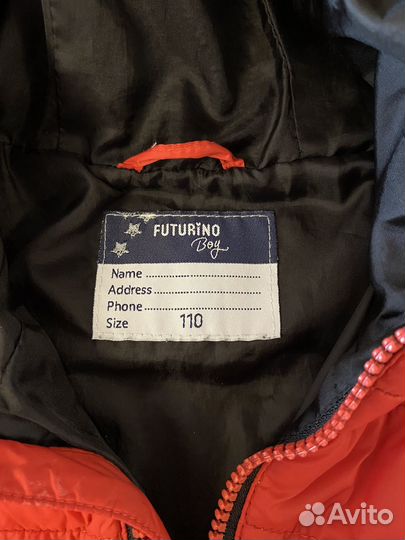 FUTURINO
Boy
Name ........................
Address ........................
Phone ........................
Size 110
Avito